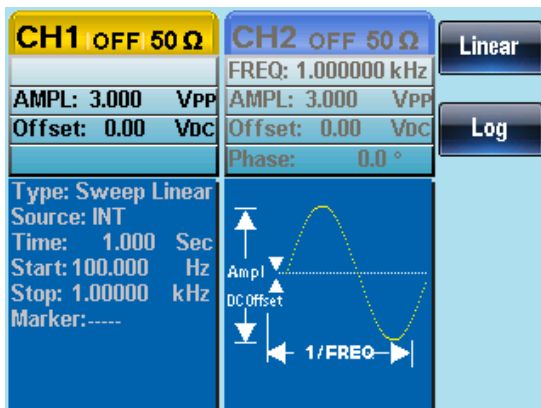 CH1 OFF 50 Ω
AMPL: 3.000 VPP
Offset: 0.00 VDC
CH2 OFF 50 Ω
FREQ: 1.000000 kHz
AMPL: 3.000 VPP
Offset: 0.00 VDC
Phase: 0.0 °
Linear
Log
Type: Sweep Linear
Source: INT
Time: 1.000 Sec
Start: 100.000 Hz
Stop: 1.00000 kHz
Marker:-----
Ampl
DC Offset
1/FREQ